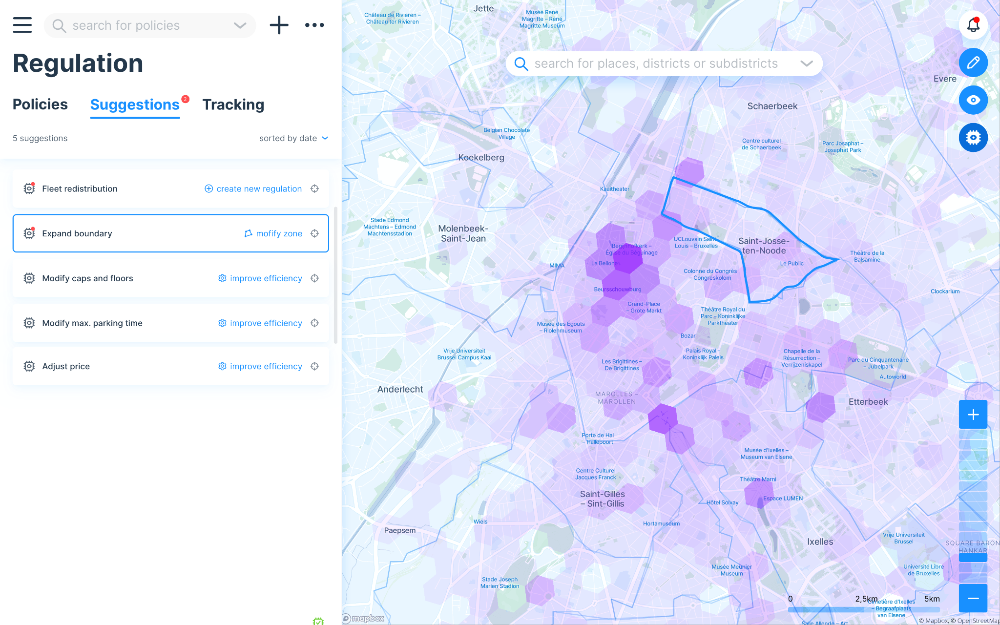 search for policies
Regulation
Policies
Suggestions
2
Tracking
5 suggestions
sorted by date
Fleet redistribution
create new regulation
Expand boundary
mofify zone
Modify caps and floors
improve efficiency
Modify max. parking time
improve efficiency
Adjust price
improve efficiency
search for places, districts or subdistricts
Jette
Château de Rivieren –
Château ter Rivieren
Musée René
Magritte – René
Magritte Museum
Evere
Schaerbeek
Belgian Chocolate
Village
Centre culturel
de Schaerbeek
Parc Josaphat –
Josaphat Park
Koekelberg
Kaaitheater
Stade Edmond
Machtens – Edmond
Machtensstadion
Molenbeek-
Saint-Jean
UCLouvain Saint-
Louis – Bruxelles
Saint-Josse-
ten-Noode
Begijnhofkerk –
Église du Béguinage
Théâtre de la
Balsamine
MIMA
La Bellone
Le Public
Colonne du Congrès
– Congreskolom
Beursschouwburg
Clockarium
Grand-Place
– Grote Markt
Théâtre Royal du
Parc – Koninklijke
Parktheater
Musée des Égouts
– Riolenmuseum
Bozar
Vrije Universiteit
Brussel Campus Kaai
Palais Royal –
Koninklijk Paleis
Chapelle de la
Résurrection –
Verrijzeniskapel
Les Brigittines –
De Brigittines
Parc du Cinquantenaire
– Jubelpark
Autoworld
Anderlecht
MAROLLES –
MAROLLEN
Etterbeek
Porte de Hal
– Hallepoort
Musée d'Ixelles –
Museum van Elsene
Centre Culturel
Jacques Franck
Théâtre Marni
Saint-Gilles
– Sint-Gillis
Espace LUMEN
Hôtel Solvay
Wiels
Hortamuseum
Paepsem
Vrije Universiteit
Brussel
Ixelles
SQUARE BARON
HANKAR
Musée Meunier
Museum
Université Libre
de Bruxelles
Stade Joseph
Marien Stadion
0
2,5km
5km
Cimetière d'Ixelles
– Begraafplaats
van Elsene
mapbox
© Mapbox, © OpenStreetMap
Salle Allende – Art